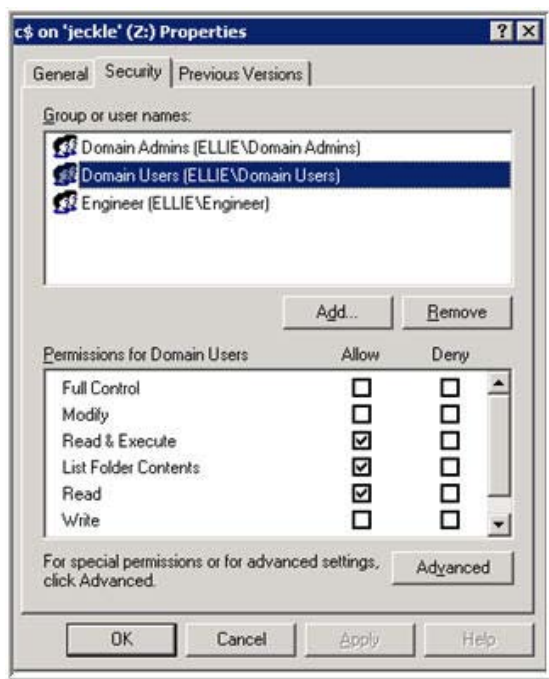 c$ on 'jeckle' (Z:) Properties
General Security Previous Versions
Group or user names:
Domain Admins (ELLIE\Domain Admins)
Domain Users (ELLIE\Domain Users)
Engineer (ELLIE\Engineer)
Add... Remove
Permissions for Domain Users Allow Deny
Full Control
Modify
Read & Execute
List Folder Contents
Read
Write
For special permissions or for advanced settings,
click Advanced.
Advanced
OK Cancel Apply Help